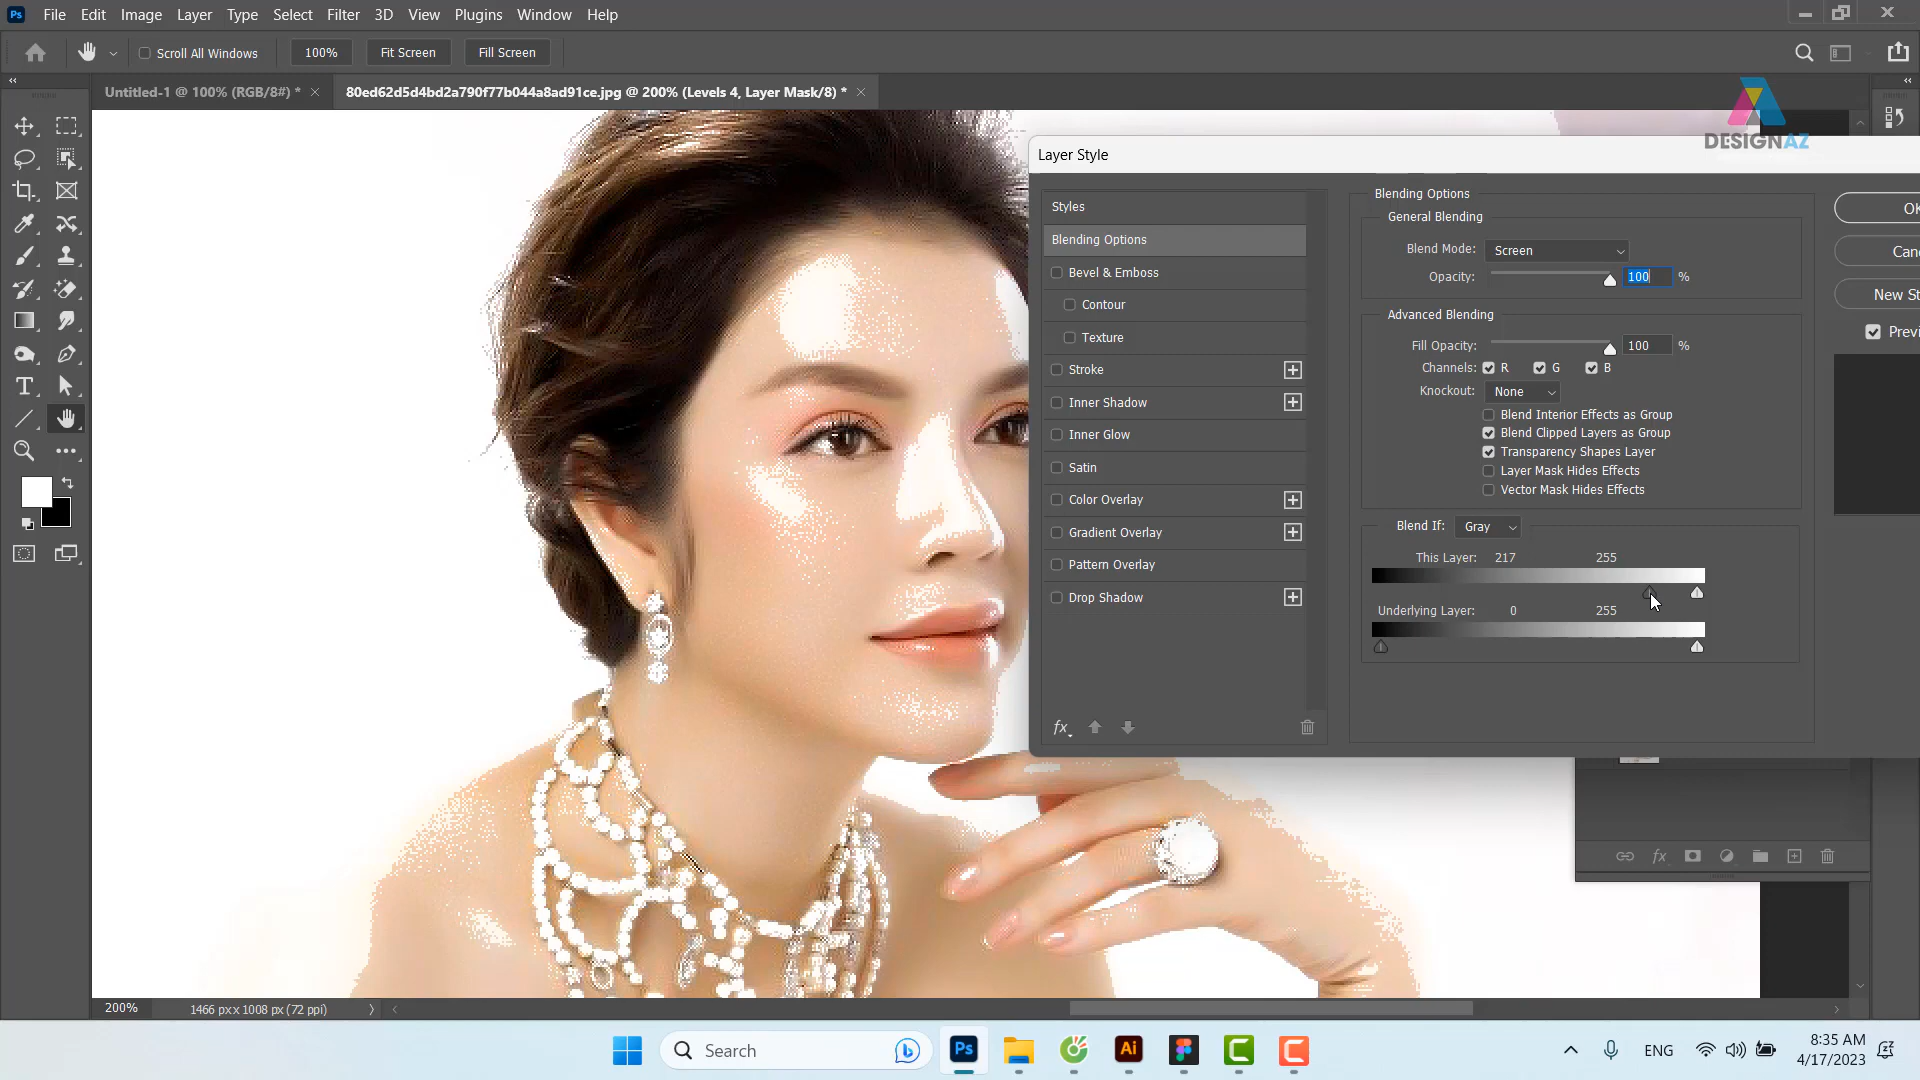 Ps File Edit Image Layer Type Select Filter 3D View Plugins Window Help
Scroll All Windows 100% Fit Screen Fill Screen
Untitled-1 @ 100% (RGB/8#) * 80ed62d5d4bd2a790f77b044a8ad91ce.jpg @ 200% (Levels 4, Layer Mask/8) *
DESIGNAZ
Layer Style
Styles
Blending Options
Bevel & Emboss
Contour
Texture
Stroke
Inner Shadow
Inner Glow
Satin
Color Overlay
Gradient Overlay
Pattern Overlay
Drop Shadow
fx
Blending Options
General Blending
Blend Mode: Screen
Opacity: 100 %
Advanced Blending
Fill Opacity: 100 %
Channels: R G B
Knockout: None
Blend Interior Effects as Group
Blend Clipped Layers as Group
Transparency Shapes Layer
Layer Mask Hides Effects
Vector Mask Hides Effects
Blend If: Gray
This Layer: 217 255
Underlying Layer: 0 255
OK
Canc
New St
Previ
fx
200% 1466 px x 1008 px (72 ppi)
Search
Ps
Ai
ENG
8:35 AM
4/17/2023